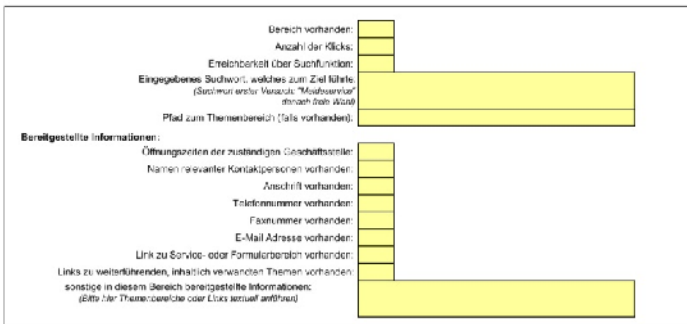 Bereich vorhanden:
Anzahl der Klicks:
Erreichbarkeit über Suchfunktion:
Eingegebenes Suchwort, welches zum Ziel führte:
(Suchwort erster Versuch: "Meldeservice"
danach freie Wahl)
Pfad zum Themenbereich (falls vorhanden):
Bereitgestellte Informationen:
Öffnungszeiten der zuständigen Geschäftsstelle:
Namen relevanter Kontaktpersonen vorhanden:
Anschrift vorhanden:
Telefonnummer vorhanden:
Faxnummer vorhanden:
E-Mail Adresse vorhanden:
Link zu Service- oder Formularbereich vorhanden:
Links zu weiterführenden, inhaltlich verwandten Themen vorhanden:
sonstige in diesem Bereich bereitgestellte Informationen:
(Bitte hier Themenbereiche oder Links textuell anführen)